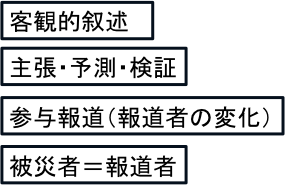 客観的叙述
主張・予測・検証
参与報道（報道者の変化）
被災者＝報道者